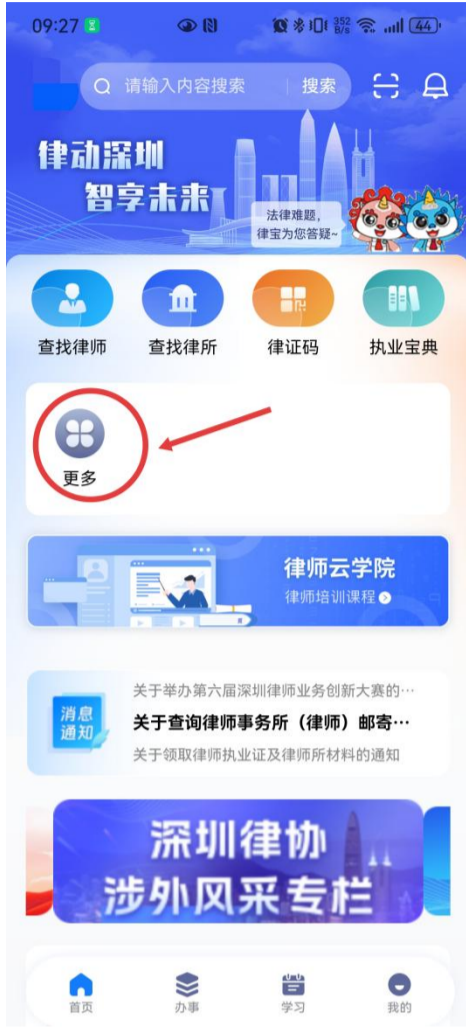 09:27
352
B/s
44
请输入内容搜索
搜索
律动深圳
智享未来
法律难题，
律宝为您答疑~
查找律师
查找律所
律证码
执业宝典
更多
律师云学院
律师培训课程
消息
通知
关于举办第六届深圳律师业务创新大赛的…
关于查询律师事务所（律师）邮寄…
关于领取律师执业证及律师所材料的通知
深圳律协
涉外风采专栏
首页
办事
学习
我的